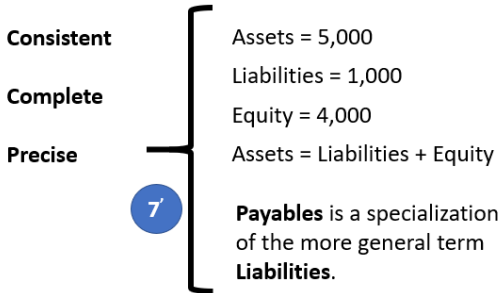 Consistent
Complete
Precise
7′
Assets = 5,000
Liabilities = 1,000
Equity = 4,000
Assets = Liabilities + Equity
Payables is a specialization
of the more general term
Liabilities.